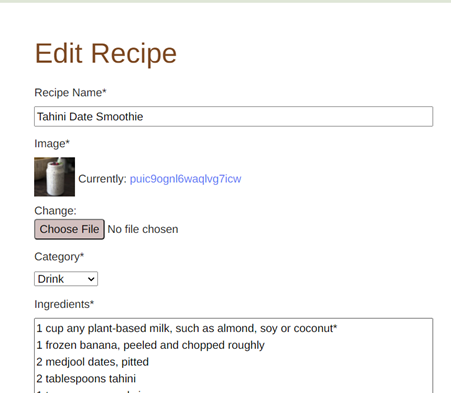 Edit Recipe
Recipe Name*
Tahini Date Smoothie
Image*
Currently: puic9ognl6waqlvg7icw
Change:
Choose File No file chosen
Category*
Drink
Ingredients*
1 cup any plant-based milk, such as almond, soy or coconut*
1 frozen banana, peeled and chopped roughly
2 medjool dates, pitted
2 tablespoons tahini